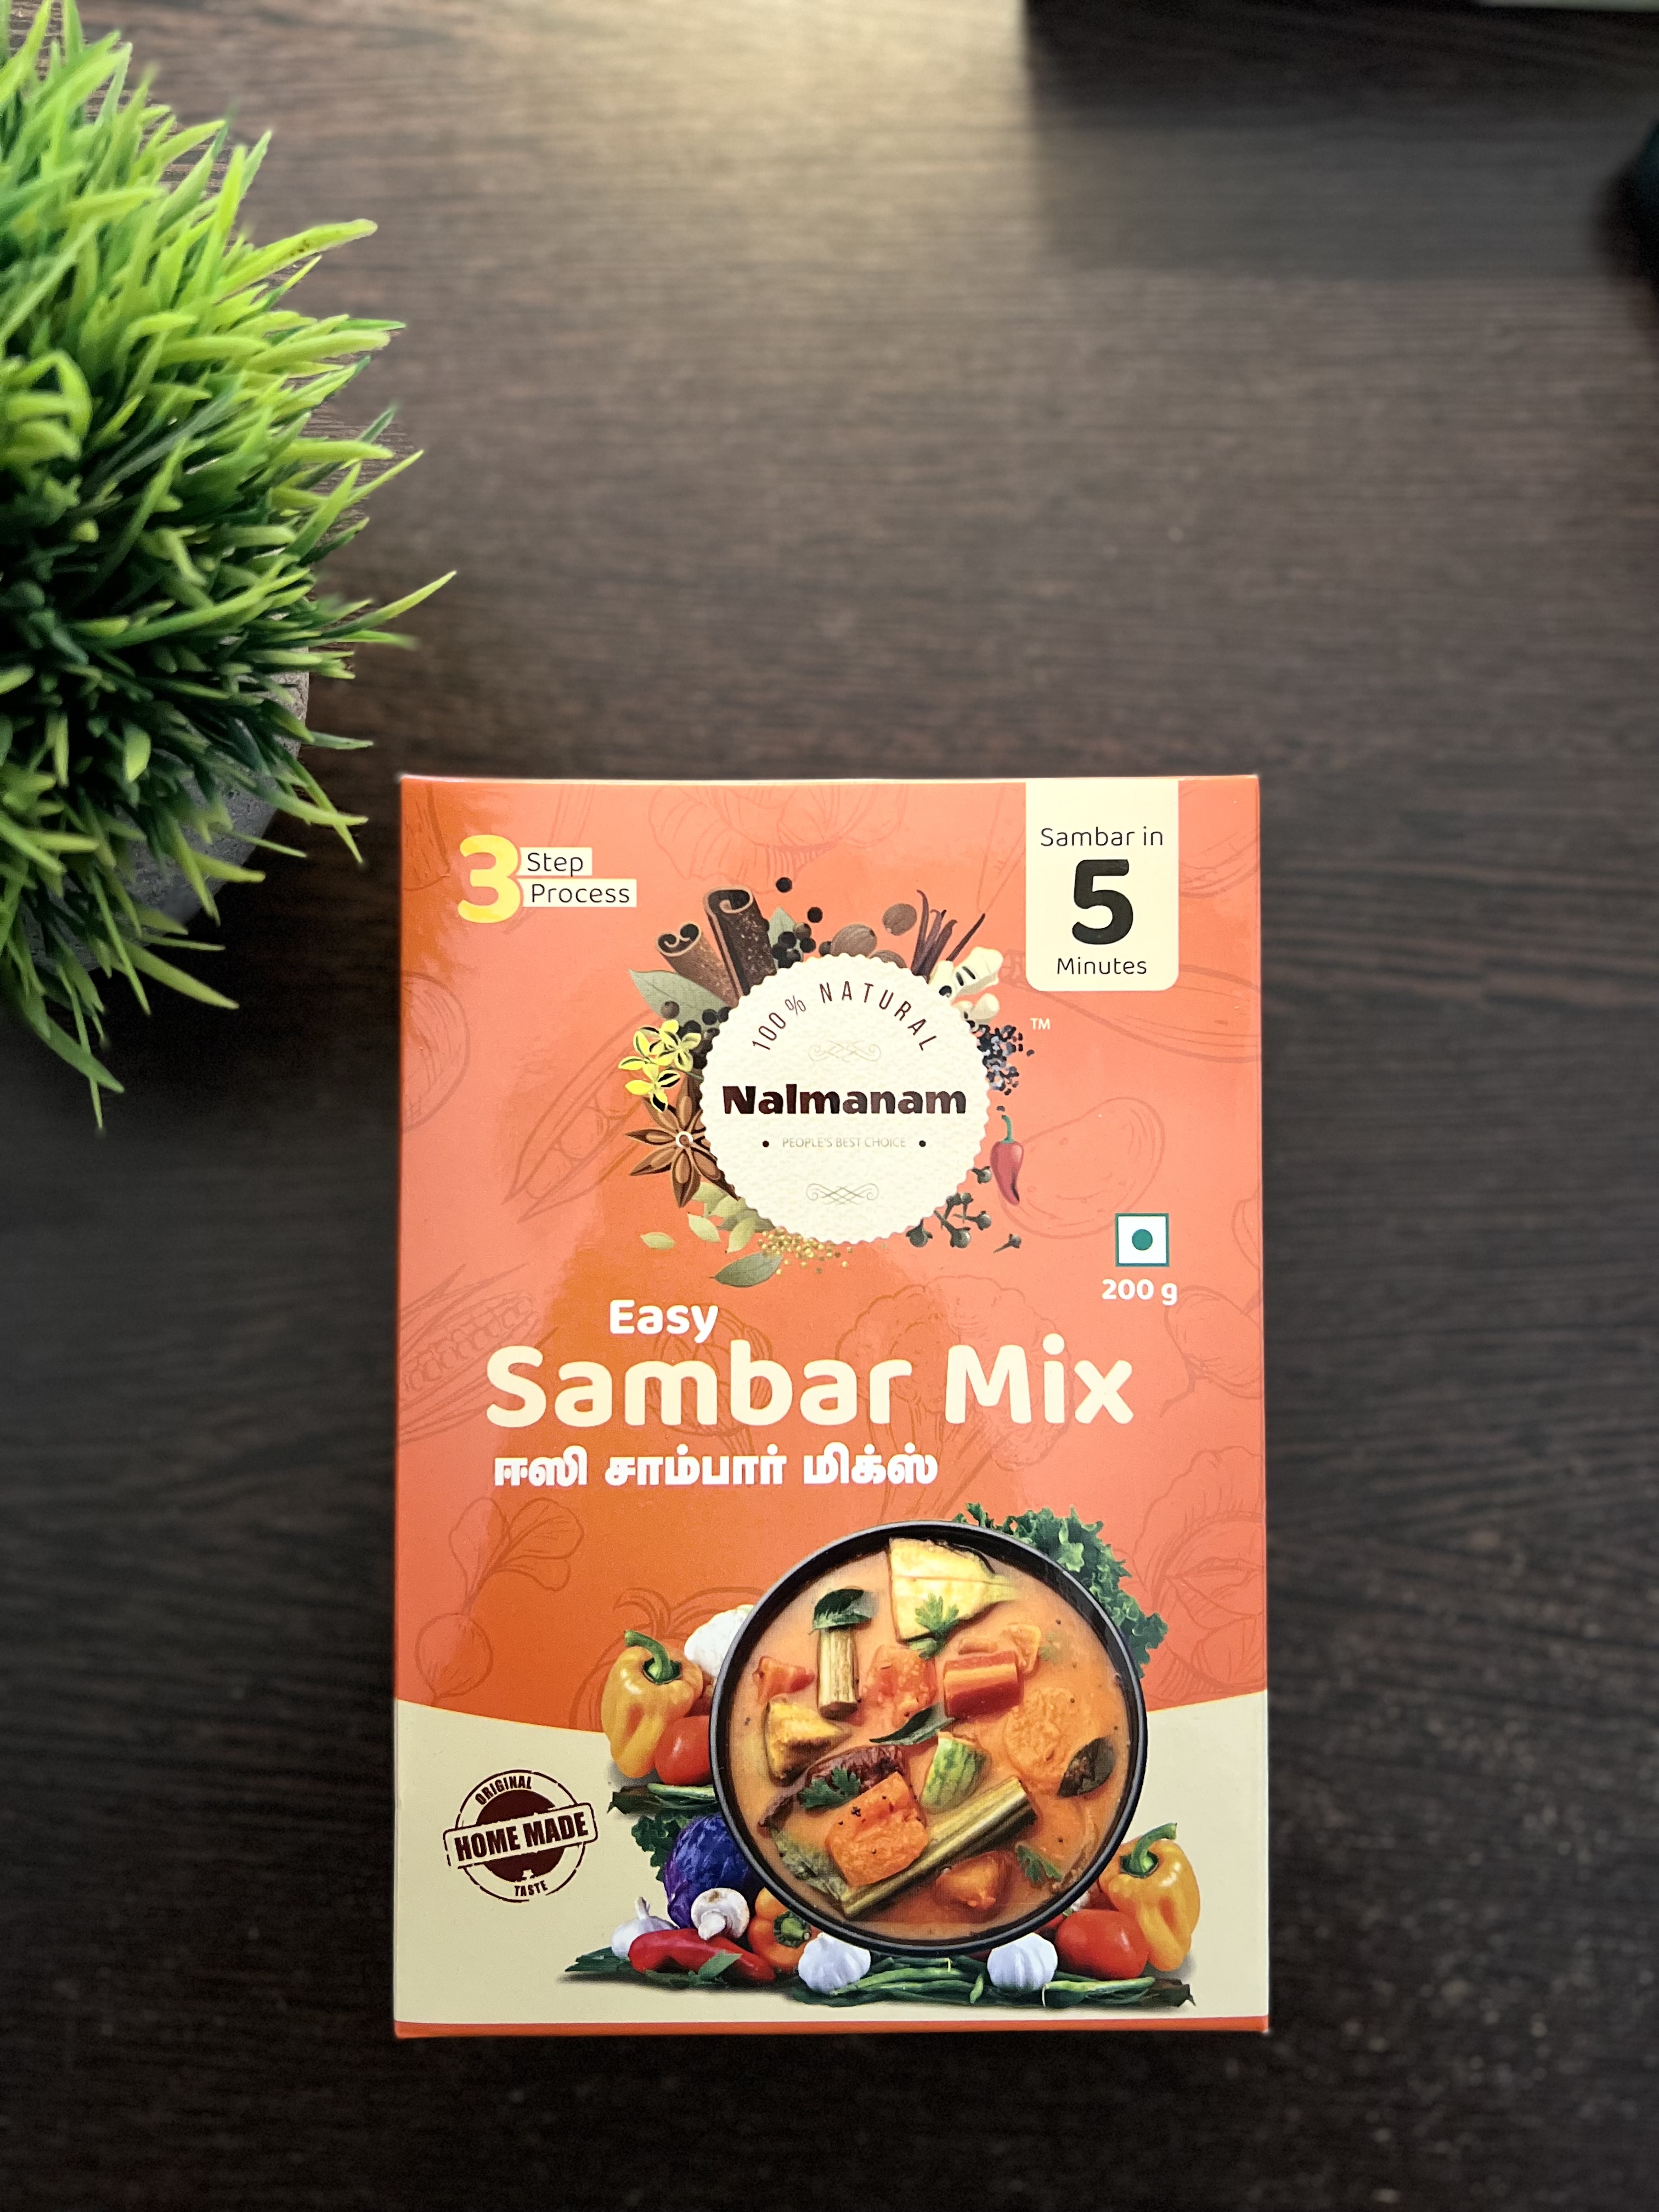 3 Step
Process
Sambar in
5
Minutes
100% NATURAL
TM
Nalmanam
• PEOPLE'S BEST CHOICE •
200 g
Easy
Sambar Mix
ஈஸி சாம்பார் மிக்ஸ்
ORIGINAL
HOME MADE
TASTE